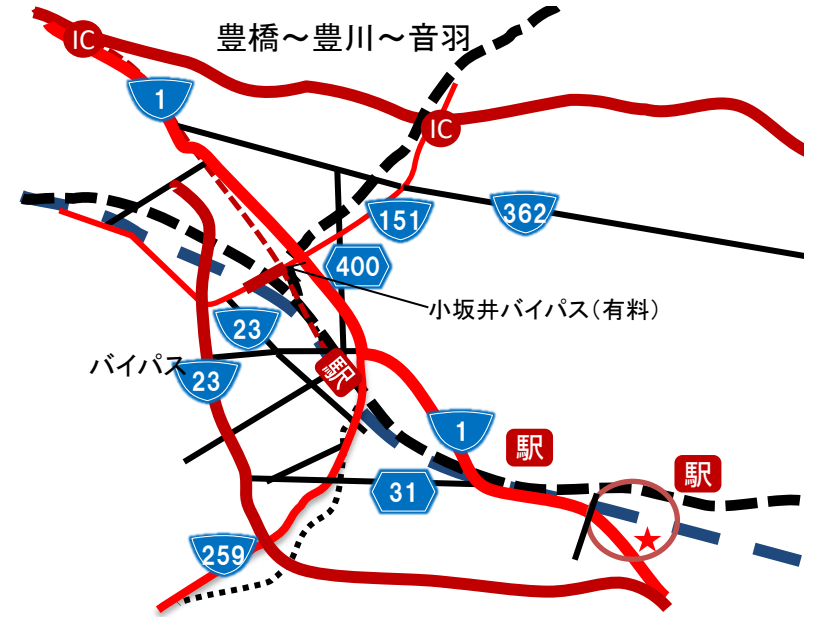 豊橋～豊川～音羽
IC
1
IC
151
362
400
小坂井バイパス（有料）
23
バイパス
23
駅
1
駅
駅
31
259